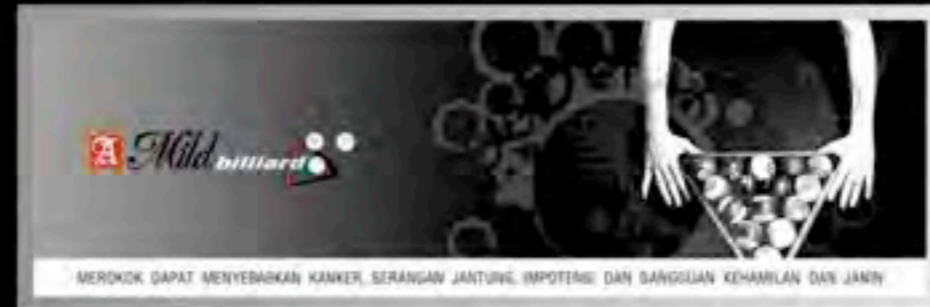 A Mild billiard
MEROKOK DAPAT MENYEBABKAN KANKER, SERANGAN JANTUNG, IMPOTENSI DAN GANGGUAN KEHAMILAN DAN JANIN